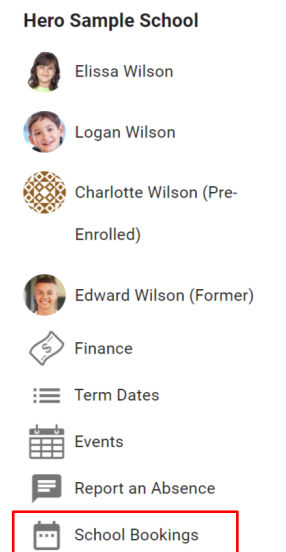 Hero Sample School
Elissa Wilson
Logan Wilson
Charlotte Wilson (Pre-
Enrolled)
Edward Wilson (Former)
Finance
Term Dates
Events
Report an Absence
School Bookings